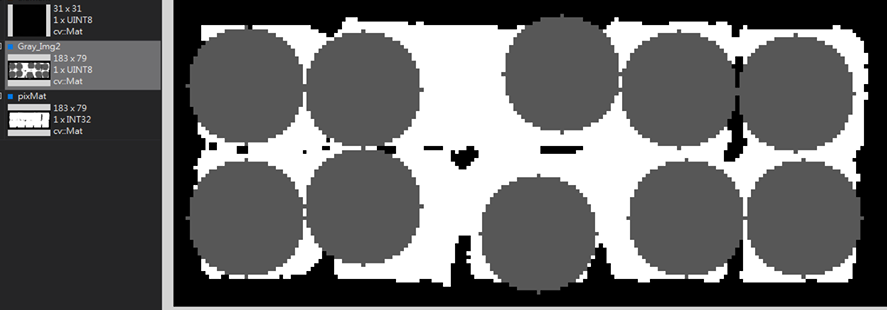 31 x 31
1 x UINT8
cv::Mat
Gray_Img2
183 x 79
1 x UINT8
cv::Mat
pixMat
183 x 79
1 x INT32
cv::Mat